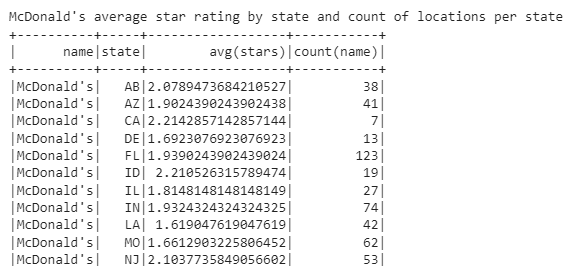 McDonald's average star rating by state and count of locations per state
+----------+-----+------------------+-----------+
|      name|state|        avg(stars)|count(name)|
+----------+-----+------------------+-----------+
|McDonald's|   AB|2.0789473684210527|         38|
|McDonald's|   AZ|1.9024390243902438|         41|
|McDonald's|   CA|2.2142857142857144|          7|
|McDonald's|   DE|1.6923076923076923|         13|
|McDonald's|   FL|1.9390243902439024|        123|
|McDonald's|   ID| 2.210526315789474|         19|
|McDonald's|   IL|1.8148148148148149|         27|
|McDonald's|   IN|1.9324324324324325|         74|
|McDonald's|   LA| 1.619047619047619|         42|
|McDonald's|   MO|1.6612903225806452|         62|
|McDonald's|   NJ|2.1037735849056602|         53|